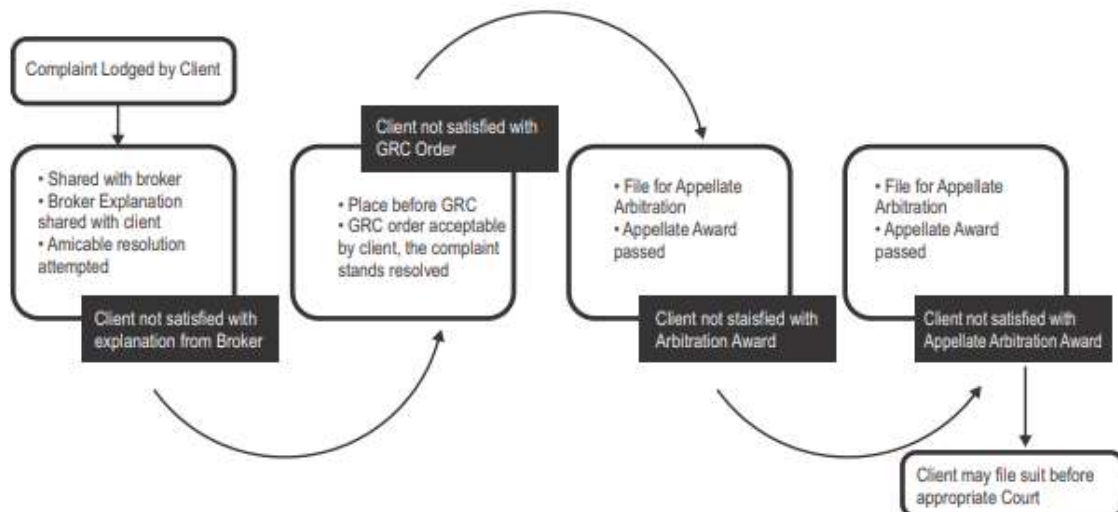 Complaint Lodged by Client
• Shared with broker
• Broker Explanation
shared with client
• Amicable resolution
attempted
Client not satisfied with
explanation from Broker
Client not satisfied with
GRC Order
• Place before GRC
• GRC order acceptable
by client, the complaint
stands resolved
• File for Appellate
Arbitration
• Appellate Award
passed
Client not staisfied with
Arbitration Award
• File for Appellate
Arbitration
• Appellate Award
passed
Client not satisfied with
Appellate Arbitration Award
Client may file suit before
appropriate Court